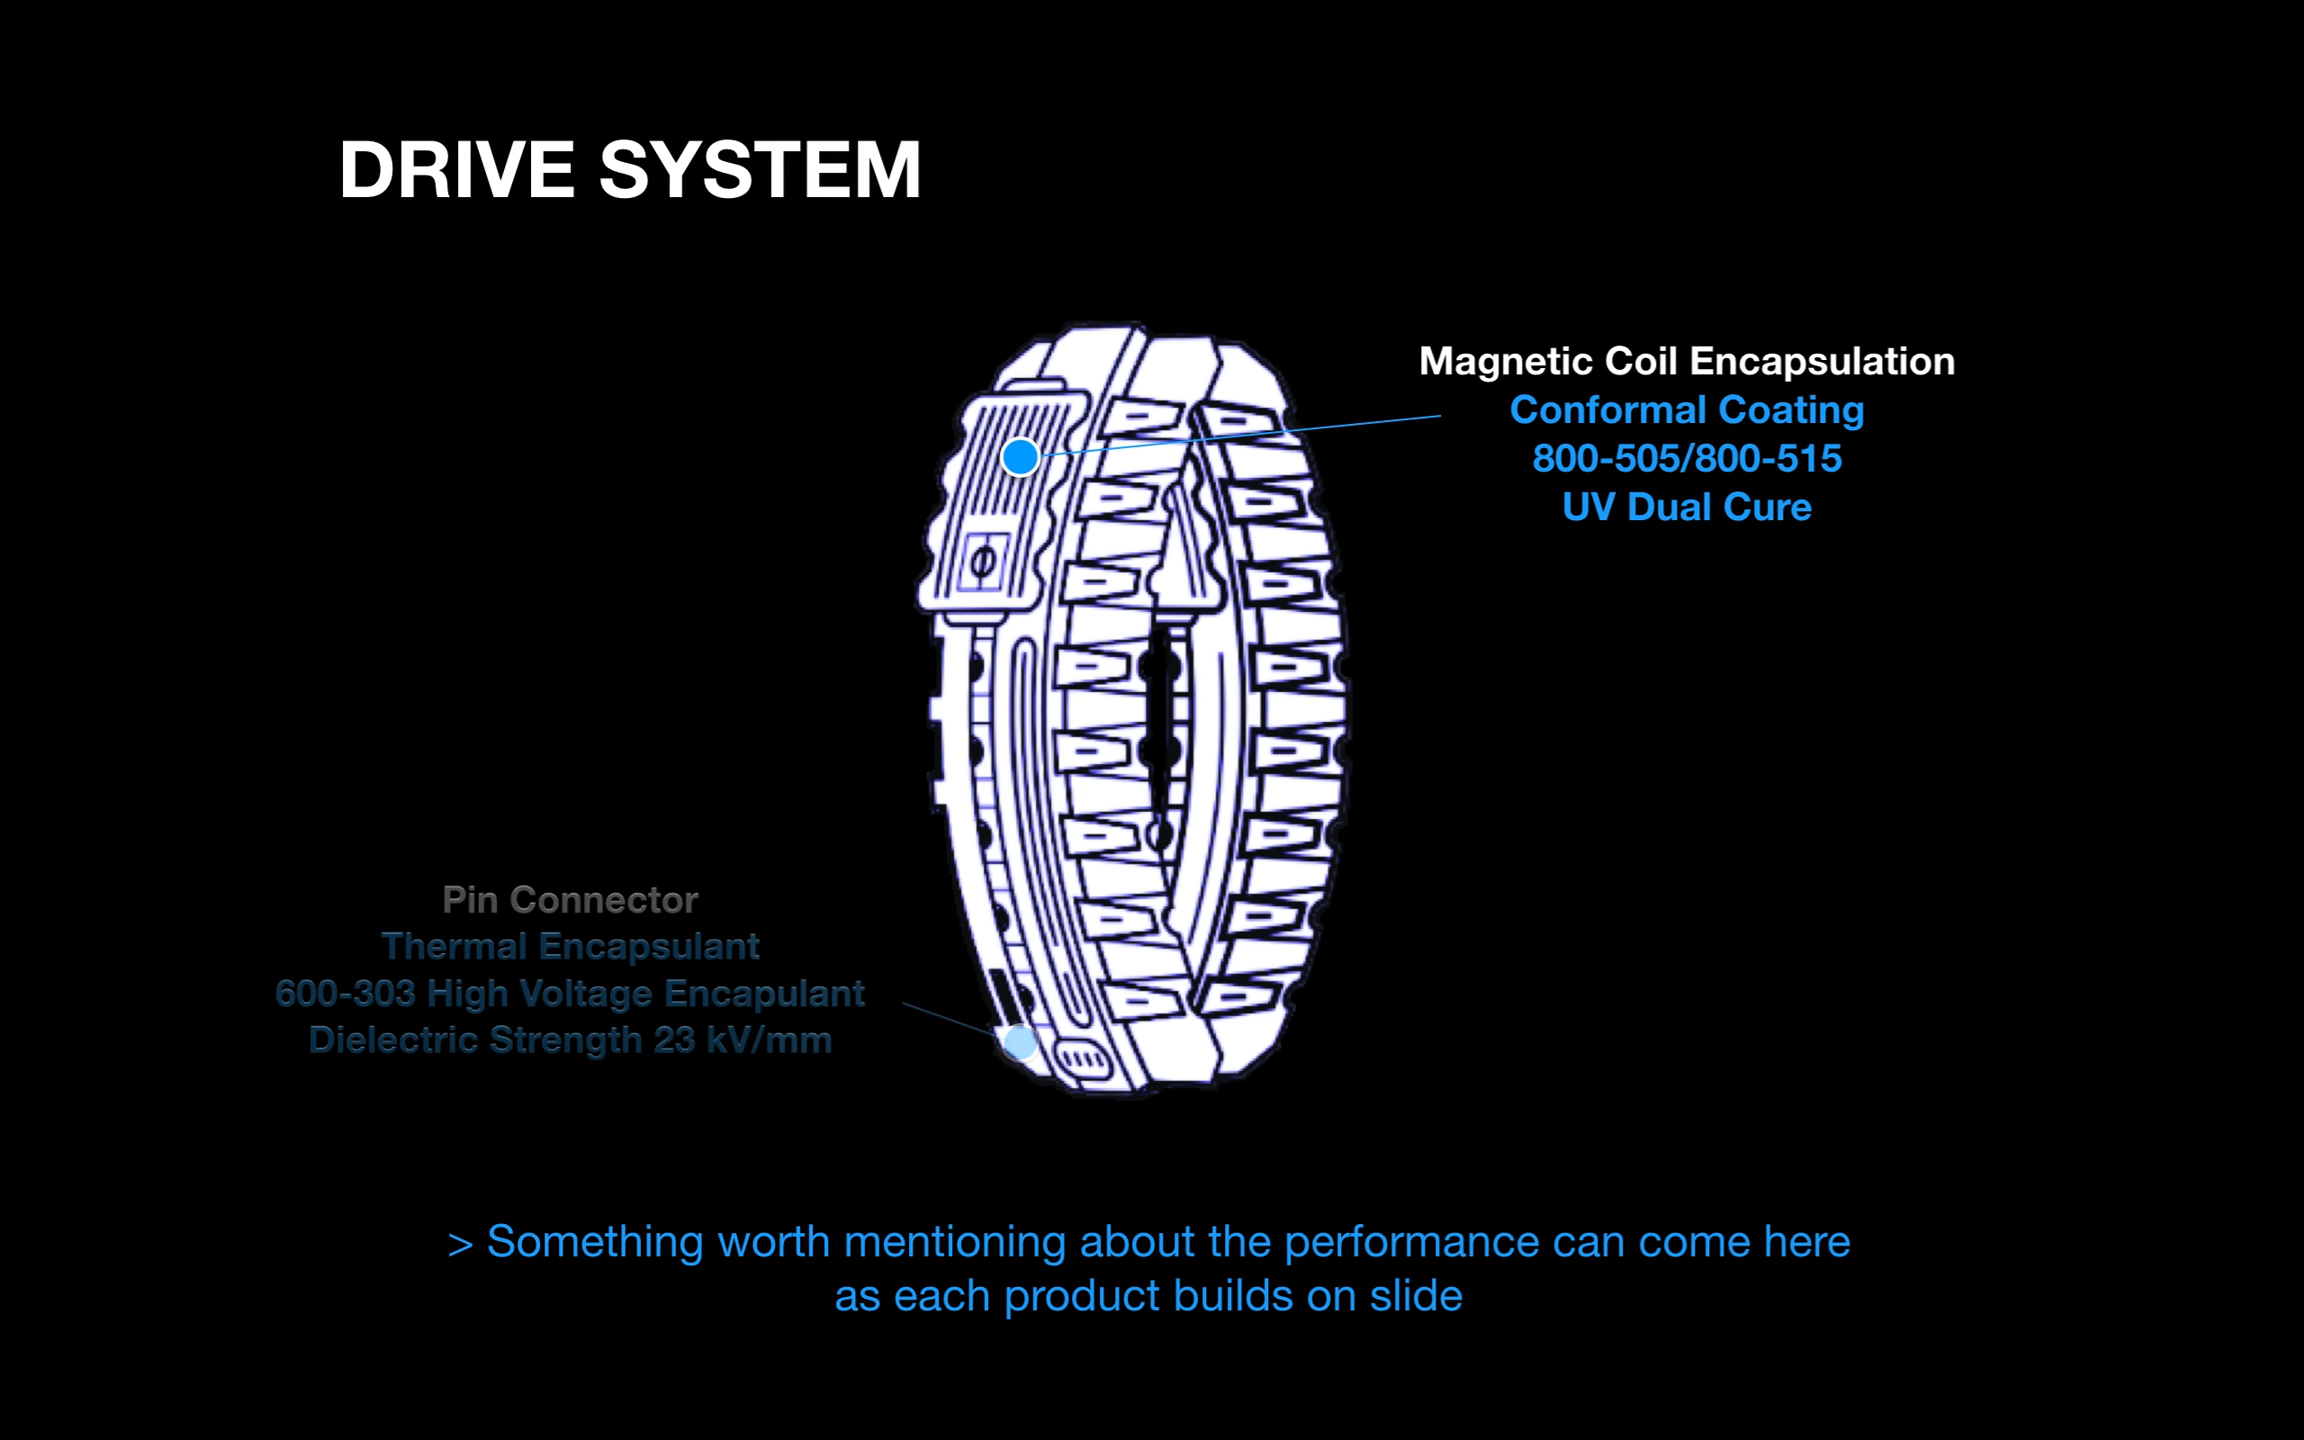 DRIVE SYSTEM
Magnetic Coil Encapsulation
Conformal Coating
800-505/800-515
UV Dual Cure
Pin Connector
Thermal Encapsulant
600-303 High Voltage Encapulant
Dielectric Strength 23 kV/mm
> Something worth mentioning about the performance can come here
as each product builds on slide